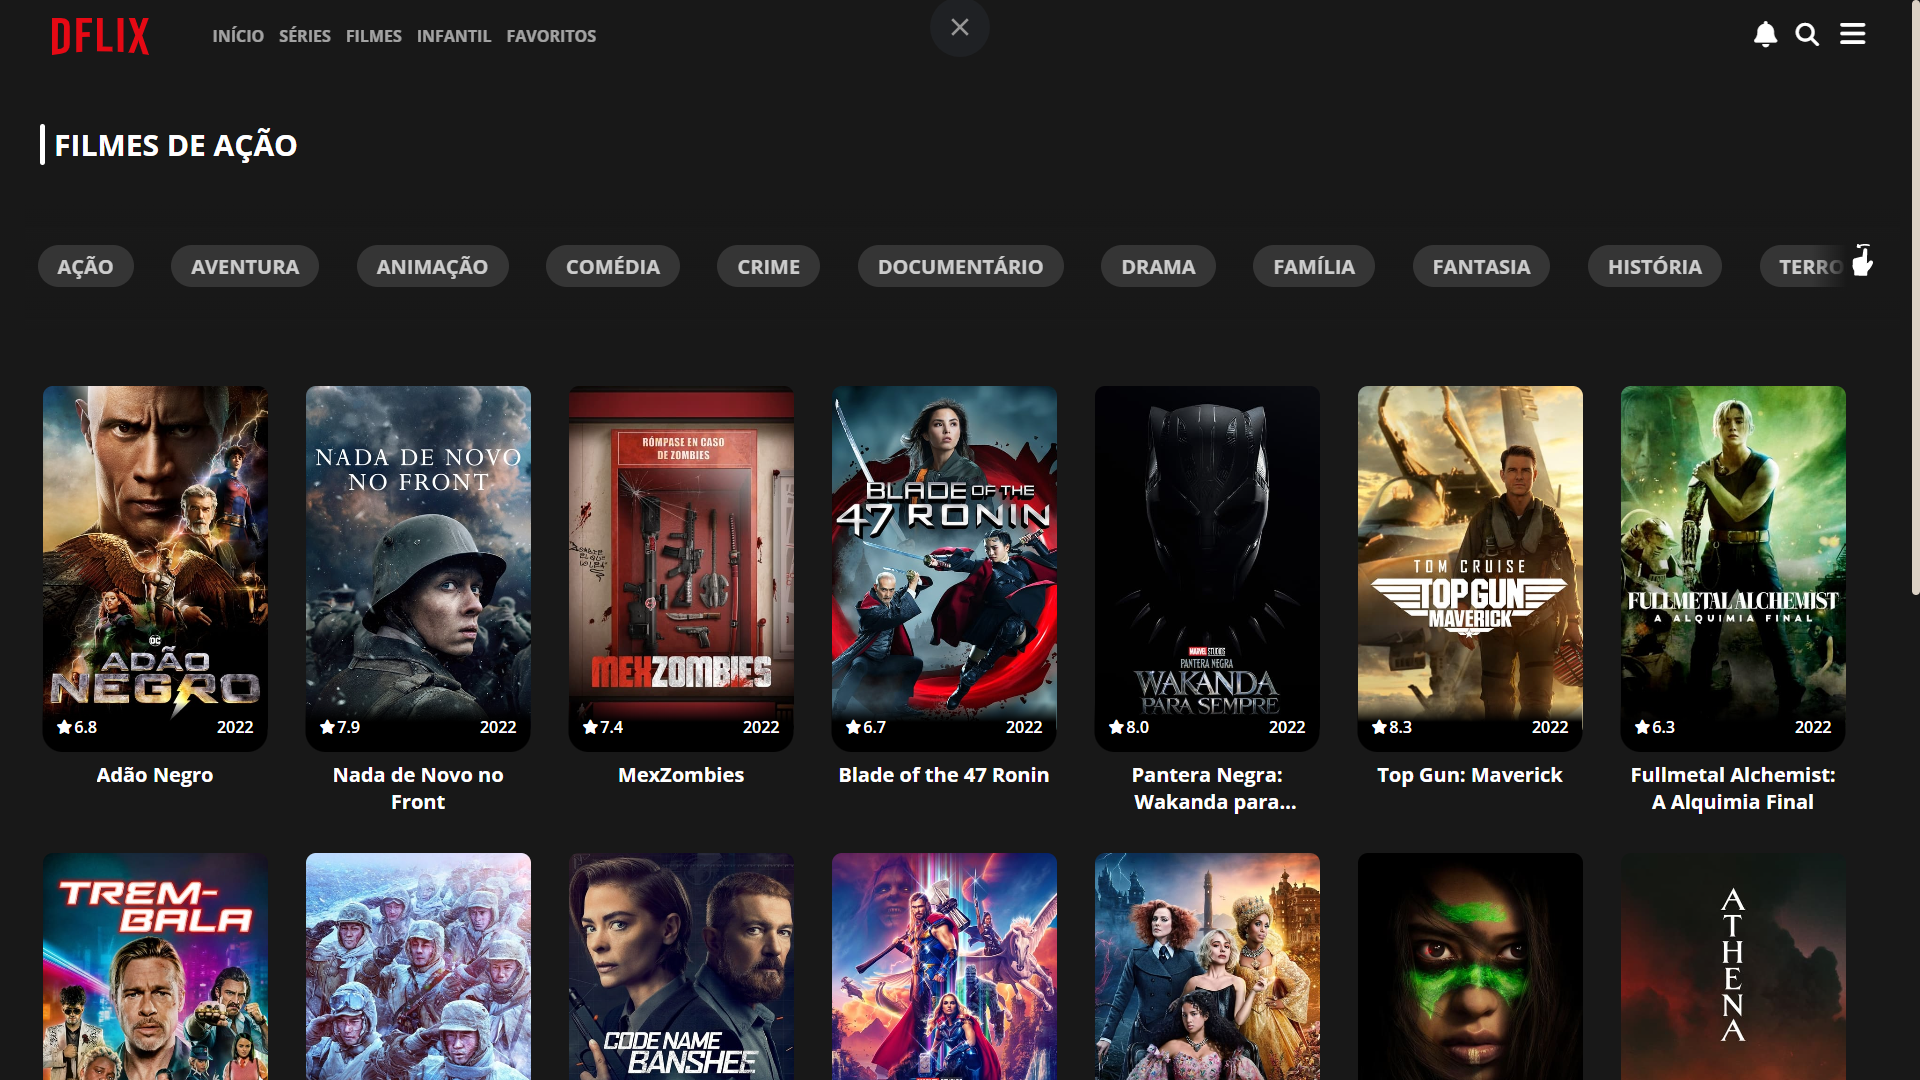 DFLIX
INÍCIO SÉRIES FILMES INFANTIL FAVORITOS
FILMES DE AÇÃO
AÇÃO AVENTURA ANIMAÇÃO COMÉDIA CRIME DOCUMENTÁRIO DRAMA FAMÍLIA FANTASIA HISTÓRIA TERRO
DC
ADÃO
NEGRO
6.8 2022
Adão Negro
NADA DE NOVO
NO FRONT
7.9 2022
Nada de Novo no
Front
RÓMPASE EN CASO
DE ZOMBIES
MEXZOMBIES
7.4 2022
MexZombies
BLADE OF THE
47 RONIN
6.7 2022
Blade of the 47 Ronin
MARVEL STUDIOS
PANTERA NEGRA
WAKANDA
PARA SEMPRE
8.0 2022
Pantera Negra:
Wakanda para...
TOM CRUISE
TOP GUN
MAVERICK
8.3 2022
Top Gun: Maverick
FULLMETAL ALCHEMIST
A ALQUIMIA FINAL
6.3 2022
Fullmetal Alchemist:
A Alquimia Final
TREM-
BALA
CODE NAME
BANSHEE
ATHENA